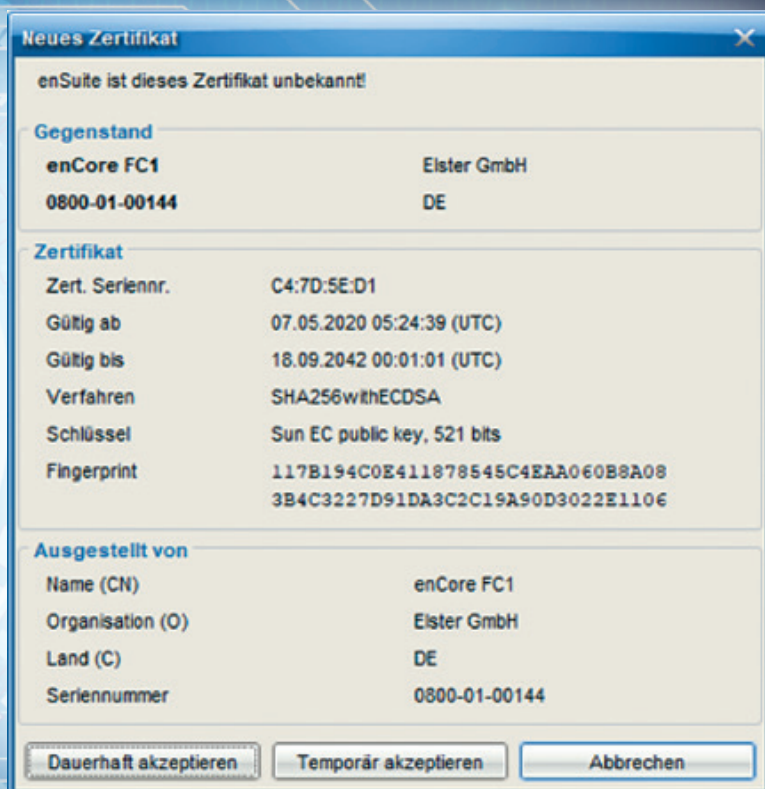 Neues Zertifikat
enSuite ist dieses Zertifikat unbekannt!
Gegenstand
enCore FC1 Elster GmbH
0800-01-00144 DE
Zertifikat
Zert. Seriennr. C4:7D:5E:D1
Gültig ab 07.05.2020 05:24:39 (UTC)
Gültig bis 18.09.2042 00:01:01 (UTC)
Verfahren SHA256withECDSA
Schlüssel Sun EC public key, 521 bits
Fingerprint 117B194C0E411878545C4EAA060B8A08
3B4C3227D91DA3C2C19A90D3022E1106
Ausgestellt von
Name (CN) enCore FC1
Organisation (O) Elster GmbH
Land (C) DE
Seriennummer 0800-01-00144
Dauerhaft akzeptieren Temporär akzeptieren Abbrechen